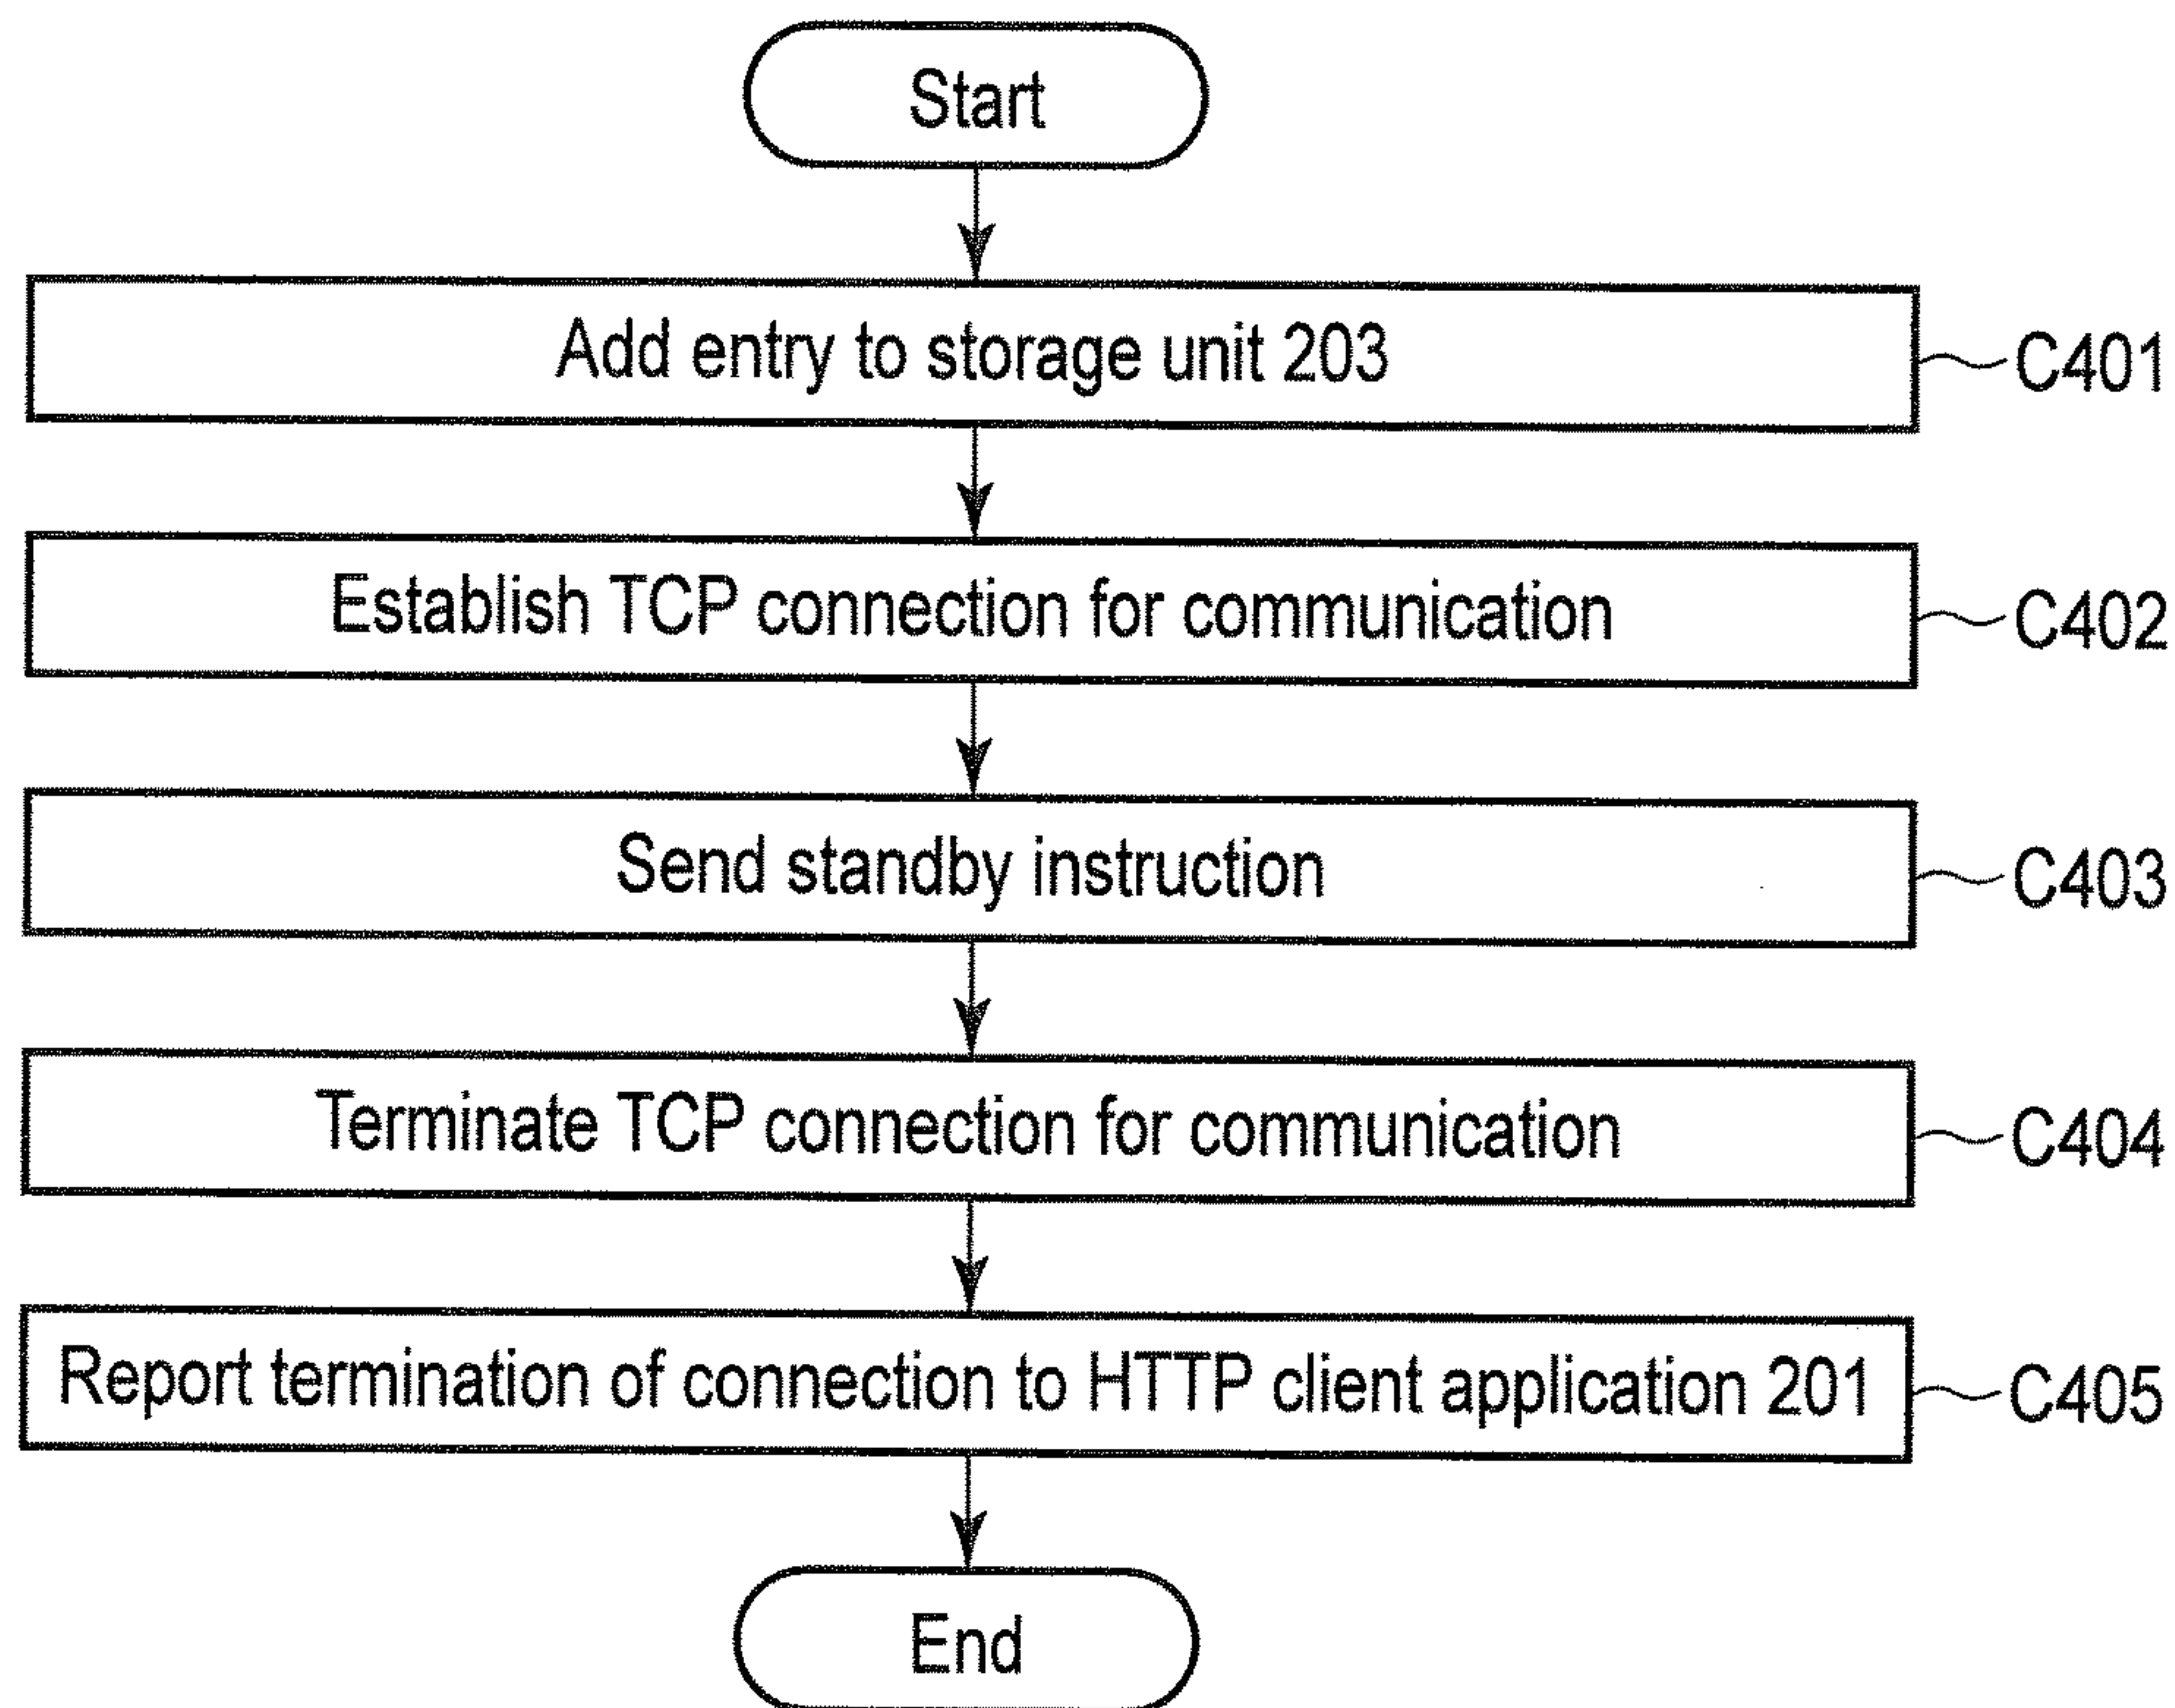 Start
Add entry to storage unit 203
C401
Establish TCP connection for communication
C402
Send standby instruction
C403
Terminate TCP connection for communication
C404
Report termination of connection to HTTP client application 201
C405
End